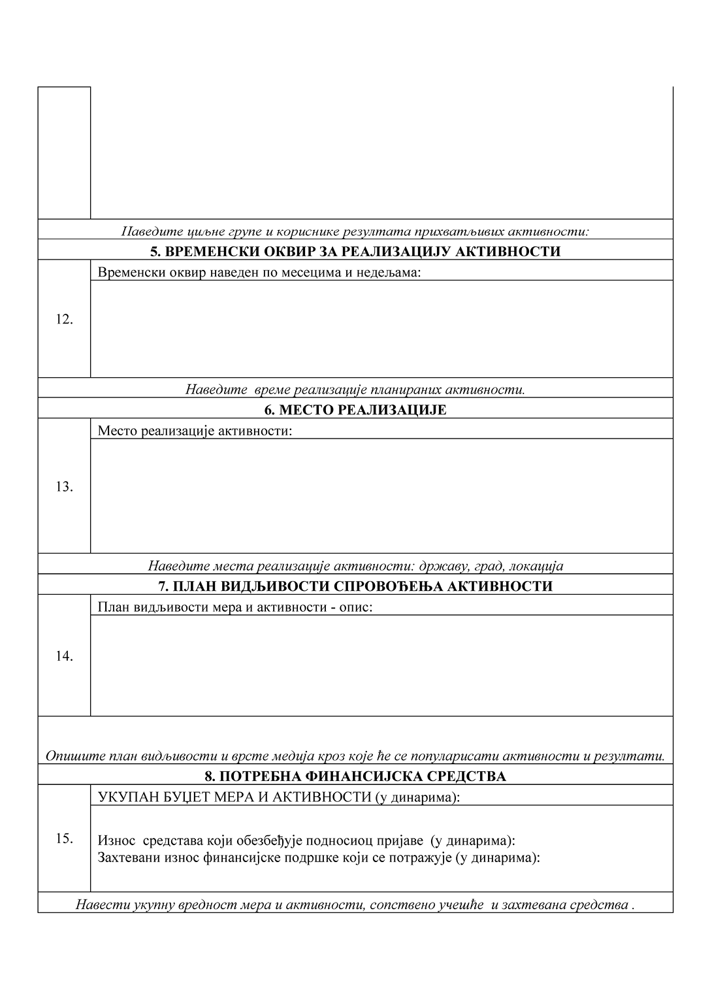 Наведите циљне групе и кориснике резултата прихватљивих активности:
5. ВРЕМЕНСКИ ОКВИР ЗА РЕАЛИЗАЦИЈУ АКТИВНОСТИ
Временски оквир наведен по месецима и недељама:
12.
Наведите  време реализације планираних активности.
6. МЕСТО РЕАЛИЗАЦИЈЕ
Место реализације активности:
13.
Наведите места реализације активности: државу, град, локација
7. ПЛАН ВИДЉИВОСТИ СПРОВОЂЕЊА АКТИВНОСТИ
План видљивости мера и активности - опис:
14.
Опишите план видљивости и врсте медија кроз које ће се популарисати активности и резултати.
8. ПОТРЕБНА ФИНАНСИЈСКА СРЕДСТВА
УКУПАН БУЏЕТ МЕРА И АКТИВНОСТИ (у динарима):
15.
Износ  средстава који обезбеђује подносиоц пријаве  (у динарима):
Захтевани износ финансијске подршке који се потражује (у динарима):
Навести укупну вредност мера и активности, сопствено учешће  и захтевана средства .